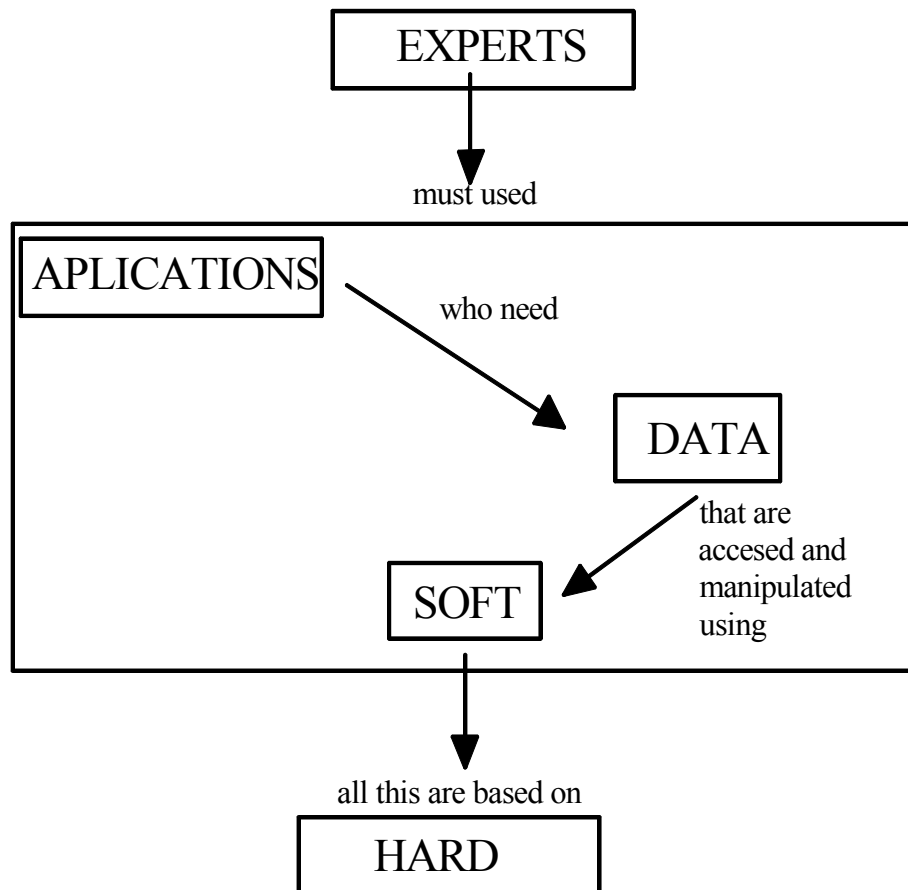 EXPERTS
must used
APLICATIONS
who need
DATA
that are
accesed and
manipulated
using
SOFT
all this are based on
HARD